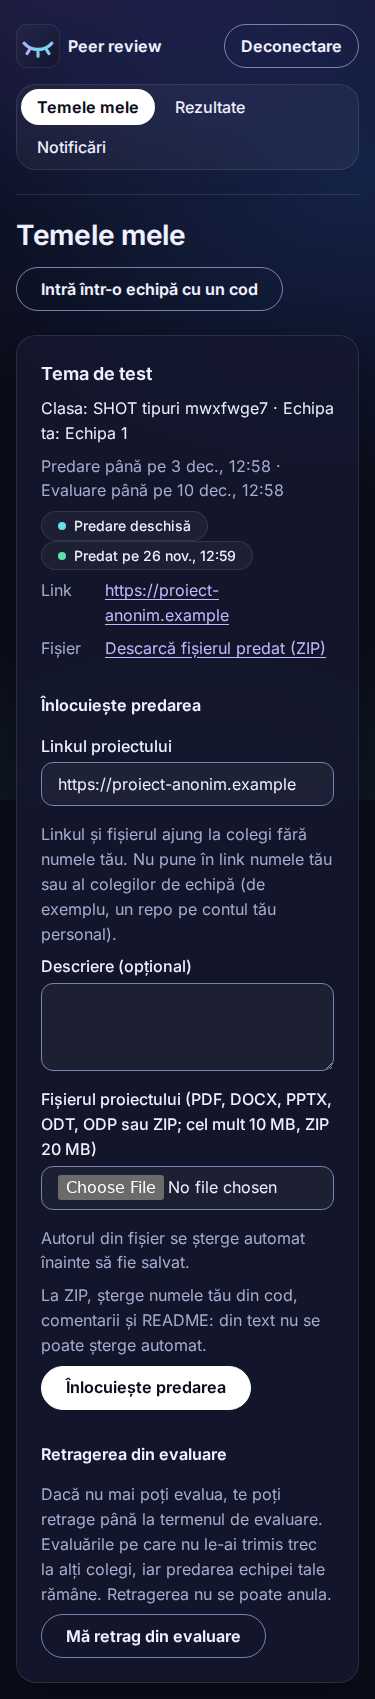 Peer review
Deconectare
Temele mele
Rezultate
Notificări
Temele mele
Intră într-o echipă cu un cod
Tema de test
Clasa: SHOT tipuri mwxfwge7 · Echipa
ta: Echipa 1
Predare până pe 3 dec., 12:58 ·
Evaluare până pe 10 dec., 12:58
Predare deschisă
Predat pe 26 nov., 12:59
Link
https://proiect-
anonim.example
Fișier
Descarcă fișierul predat (ZIP)
Înlocuiește predarea
Linkul proiectului
https://proiect-anonim.example
Linkul și fișierul ajung la colegi fără
numele tău. Nu pune în link numele tău
sau al colegilor de echipă (de
exemplu, un repo pe contul tău
personal).
Descriere (opțional)
Fișierul proiectului (PDF, DOCX, PPTX,
ODT, ODP sau ZIP; cel mult 10 MB, ZIP
20 MB)
Choose File No file chosen
Autorul din fișier se șterge automat
înainte să fie salvat.
La ZIP, șterge numele tău din cod,
comentarii și README: din text nu se
poate șterge automat.
Înlocuiește predarea
Retragerea din evaluare
Dacă nu mai poți evalua, te poți
retrage până la termenul de evaluare.
Evaluările pe care nu le-ai trimis trec
la alți colegi, iar predarea echipei tale
rămâne. Retragerea nu se poate anula.
Mă retrag din evaluare